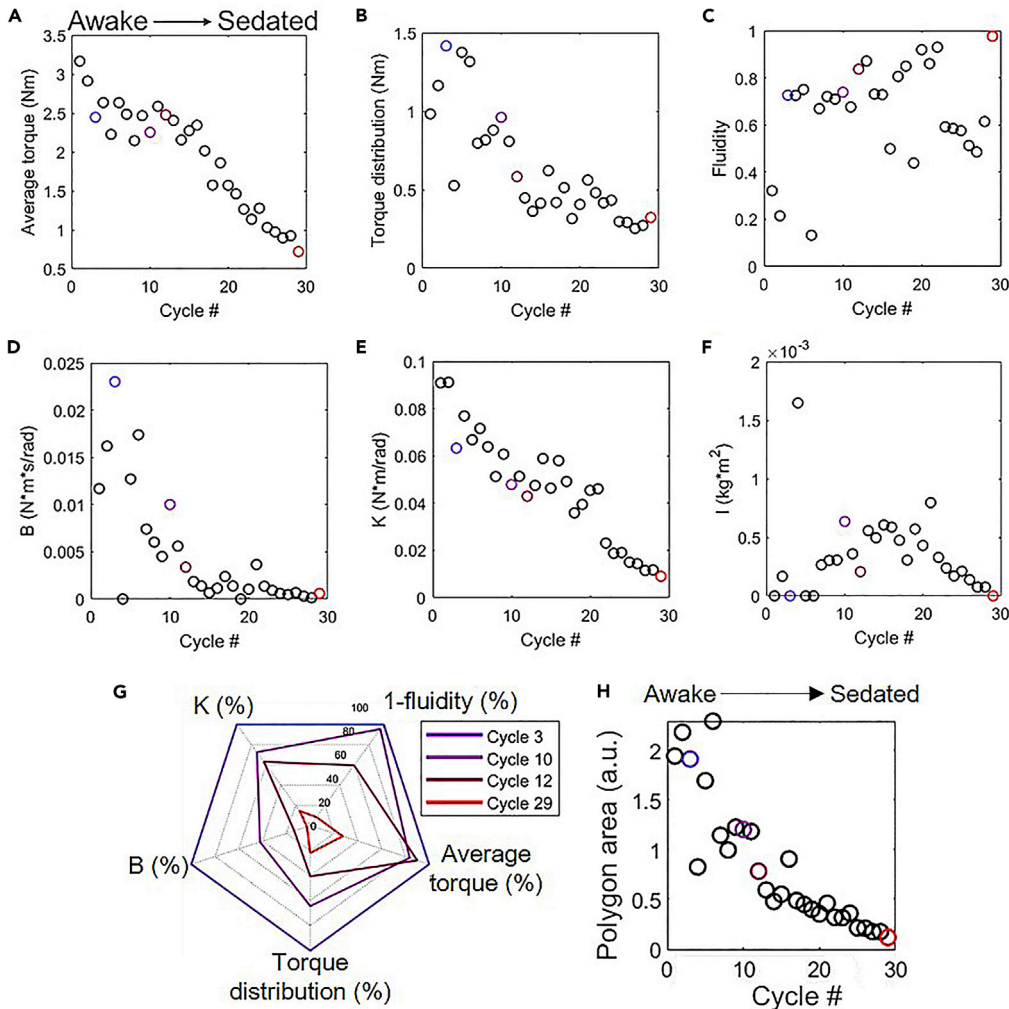 A
Awake → Sedated
Average torque (Nm)
3.5
3
2.5
2
1.5
1
0.5
0 10 20 30
Cycle #
B
Torque distribution (Nm)
1.5
1
0.5
0
0 10 20 30
Cycle #
C
Fluidity
1
0.8
0.6
0.4
0.2
0
0 10 20 30
Cycle #
D
B (N*m*s/rad)
0.025
0.02
0.015
0.01
0.005
0
0 10 20 30
Cycle #
E
K (N*m/rad)
0.1
0.08
0.06
0.04
0.02
0
0 10 20 30
Cycle #
F
×10⁻³
I (kg*m²)
2
1.5
1
0.5
0
0 10 20 30
Cycle #
G
K (%)
1-fluidity (%)
100
80
60
40
20
0
Cycle 3
Cycle 10
Cycle 12
Cycle 29
B (%)
Average
torque (%)
Torque
distribution (%)
H
Awake → Sedated
Polygon area (a.u.)
2
1.5
1
0.5
0
0 10 20 30
Cycle #